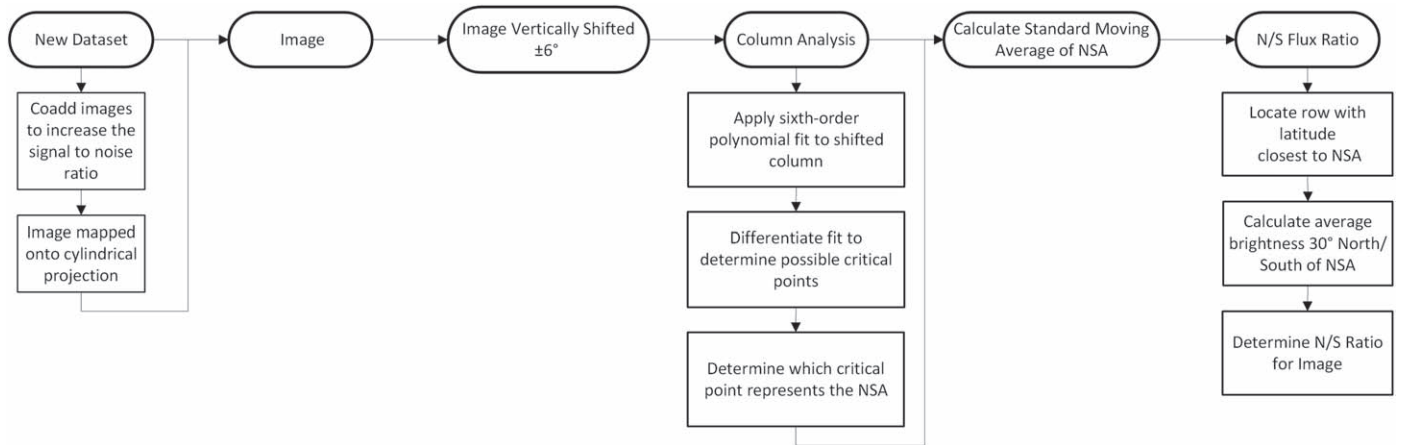 New Dataset
Coadd images
to increase the
signal to noise
ratio
Image mapped
onto cylindrical
projection
Image
Image Vertically Shifted
±6°
Column Analysis
Apply sixth-order
polynomial fit to shifted
column
Differentiate fit to
determine possible critical
points
Determine which critical
point represents the NSA
Calculate Standard Moving
Average of NSA
N/S Flux Ratio
Locate row with
latitude
closest to NSA
Calculate average
brightness 30° North/
South of NSA
Determine N/S Ratio
for Image